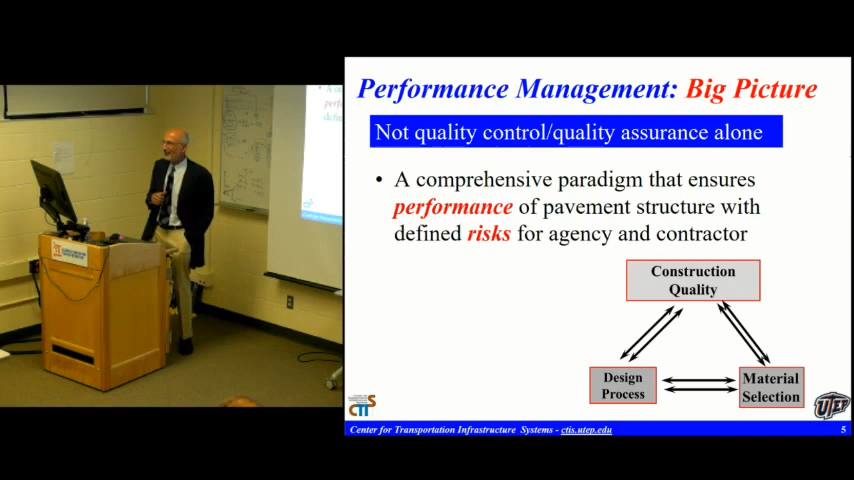 Performance Management: Big Picture
Not quality control/quality assurance alone
• A comprehensive paradigm that ensures
performance of pavement structure with
defined risks for agency and contractor
Construction
Quality
Design
Process
Material
Selection
CTIS
UTEP
Center for Transportation Infrastructure Systems - ctis.utep.edu
5